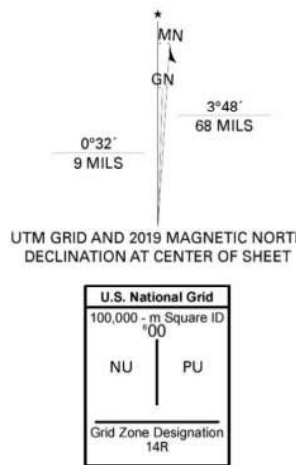 ★
MN
GN
3°48´
68 MILS
0°32´
9 MILS
UTM GRID AND 2019 MAGNETIC NORTH
DECLINATION AT CENTER OF SHEET
U.S. National Grid
100,000 - m Square ID
⁶00
NU PU
Grid Zone Designation
14R